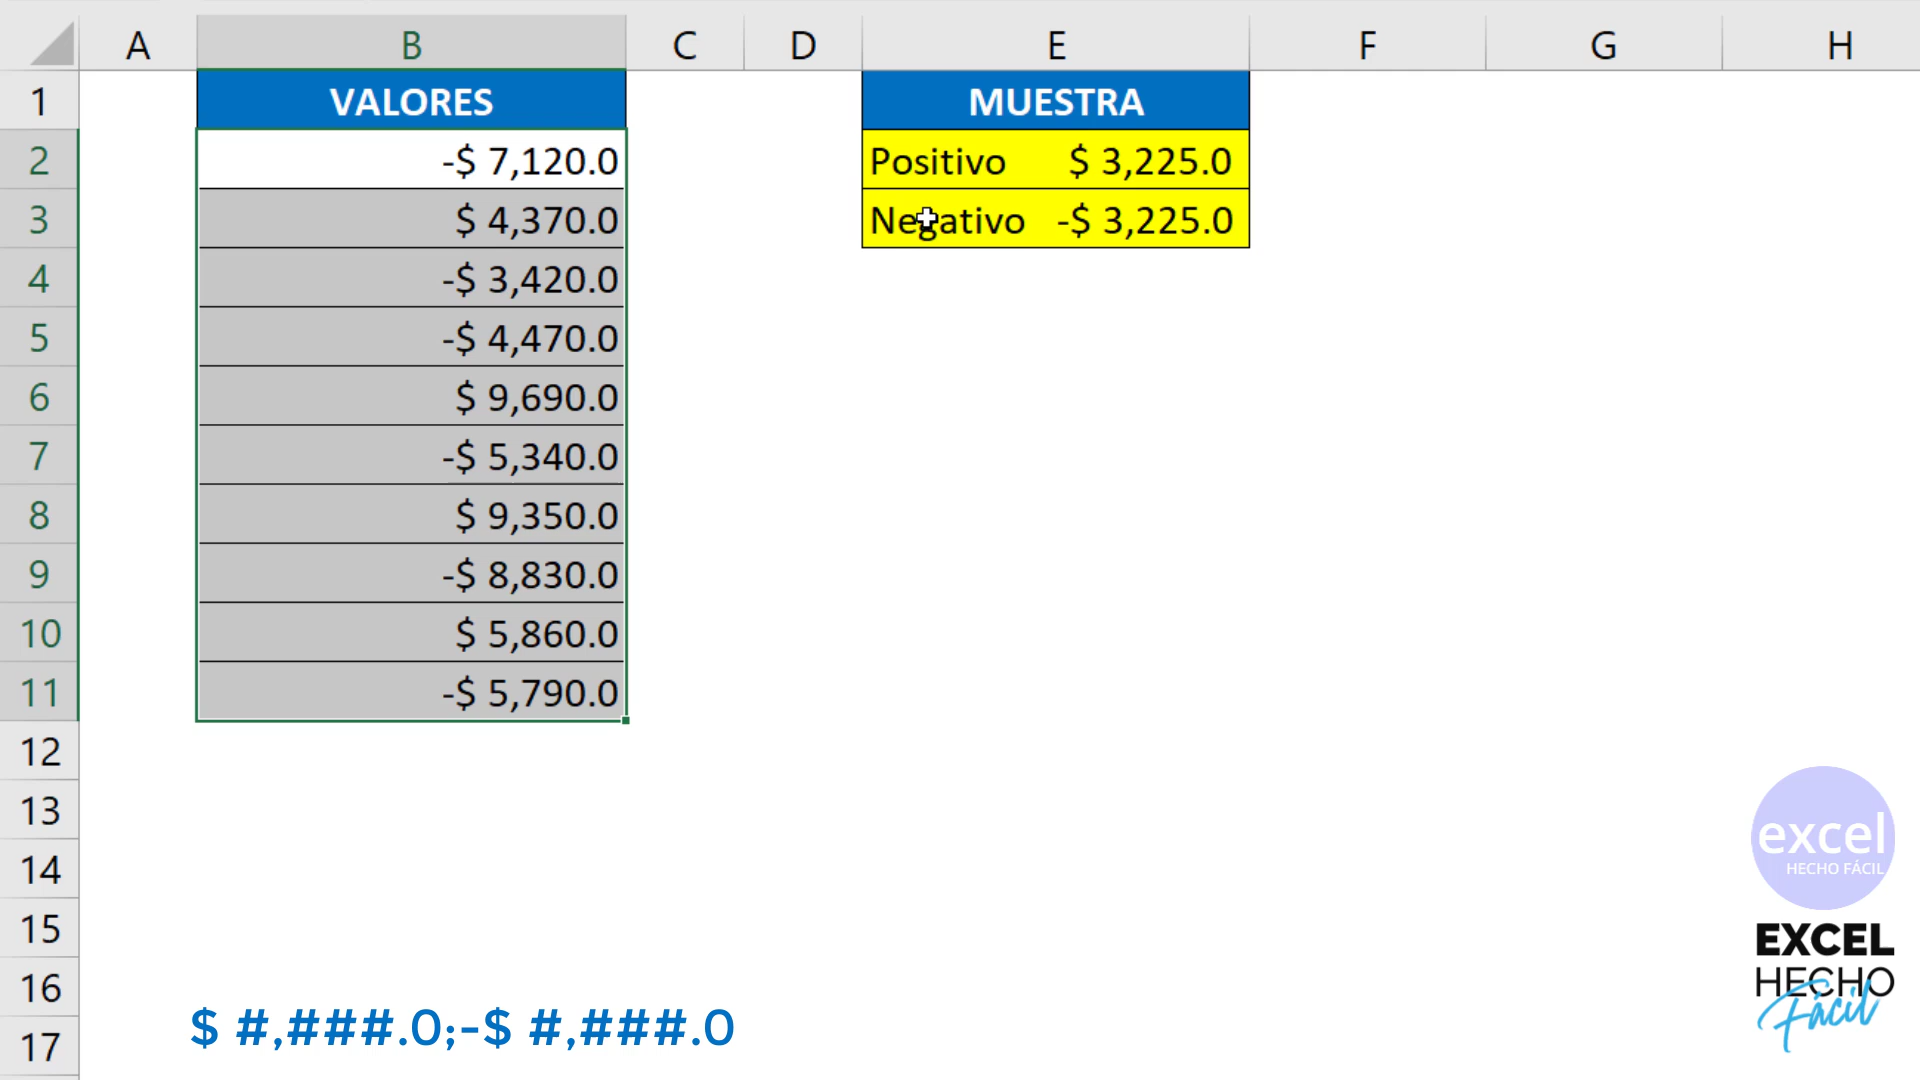 A B C D E F G H
1 VALORES MUESTRA
2 -$ 7,120.0 Positivo $ 3,225.0
3 $ 4,370.0 Negativo -$ 3,225.0
4 -$ 3,420.0
5 -$ 4,470.0
6 $ 9,690.0
7 -$ 5,340.0
8 $ 9,350.0
9 -$ 8,830.0
10 $ 5,860.0
11 -$ 5,790.0
12
13
14
15
16
17
$ #,###.0;-$ #,###.0
excel
HECHO FÁCIL
EXCEL
HECHO
Fácil